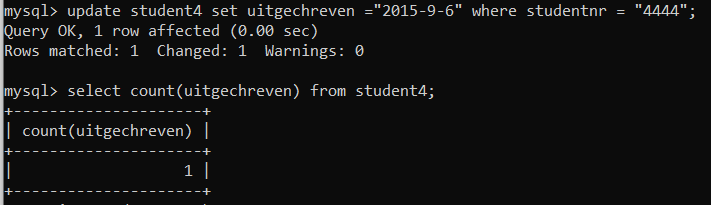 mysql> update student4 set uitgechreven ="2015-9-6" where studentnr = "4444";
Query OK, 1 row affected (0.00 sec)
Rows matched: 1  Changed: 1  Warnings: 0
mysql> select count(uitgechreven) from student4;
+---------------------+
| count(uitgechreven) |
+---------------------+
|                   1 |
+---------------------+